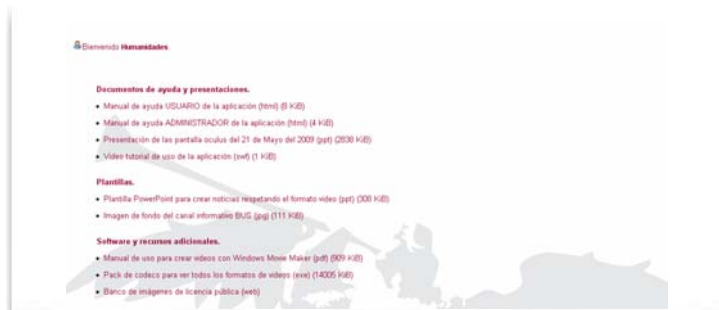 Bienvenido Humanidades.
Documentos de ayuda y presentaciones.
• Manual de ayuda USUARIO de la aplicación (html) (8 KiB)
• Manual de ayuda ADMINISTRADOR de la aplicación (html) (4 KiB)
• Presentación de las pantalla oculus del 21 de Mayo del 2009 (ppt) (2838 KiB)
• Video tutorial de uso de la aplicación (swf) (1 KiB)
Plantillas.
• Plantilla PowerPoint para crear noticias respetando el formato video (ppt) (308 KiB)
• Imagen de fondo del canal informativo BUS (jpg) (111 KiB)
Software y recursos adicionales.
• Manual de uso para crear videos con Windows Movie Maker (pdf) (909 KiB)
• Pack de codecs para ver todos los formatos de videos (exe) (14005 KiB)
• Banco de imágenes de licencia pública (web)